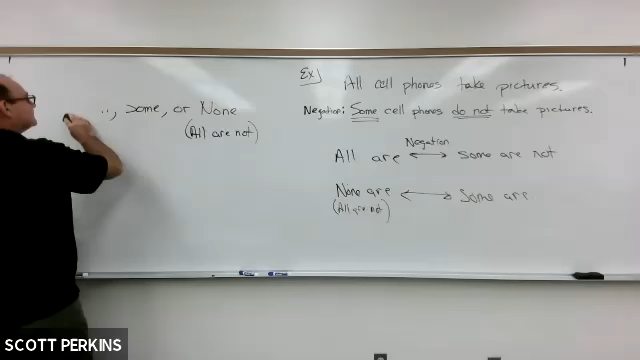 .., Some, or None
(All are not)
Ex) All cell phones take pictures.
Negation: Some cell phones do not take pictures.
Negation
All are ⟷ Some are not
None are ⟷ Some are
(All are not)
SCOTT PERKINS